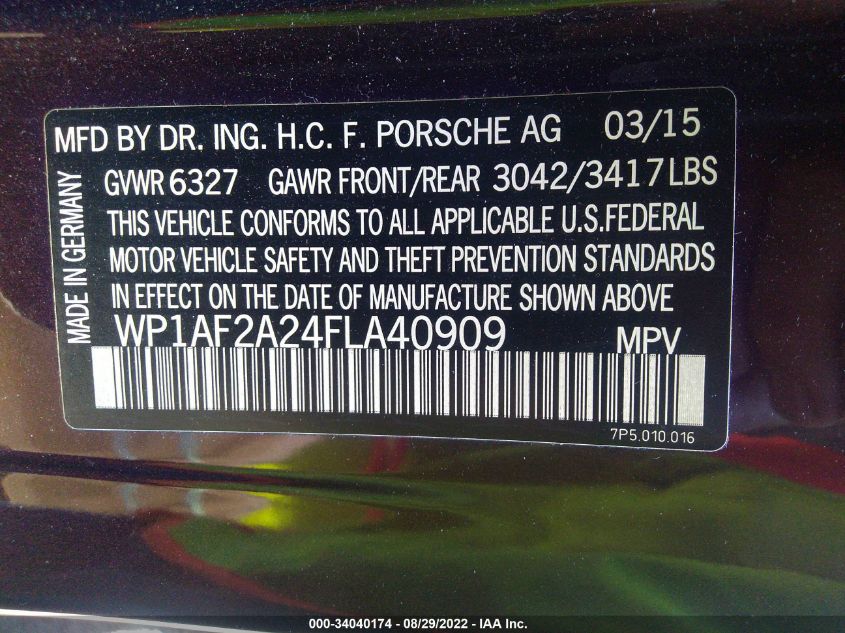 MFD BY DR. ING. H.C. F. PORSCHE AG 03/15
GVWR 6327 GAWR FRONT/REAR 3042/3417LBS
THIS VEHICLE CONFORMS TO ALL APPLICABLE U.S.FEDERAL
MOTOR VEHICLE SAFETY AND THEFT PREVENTION STANDARDS
IN EFFECT ON THE DATE OF MANUFACTURE SHOWN ABOVE.
MADE IN GERMANY
WP1AF2A24FLA40909 MPV
7P5.010.016
000-34040174 - 08/29/2022 - IAA Inc.